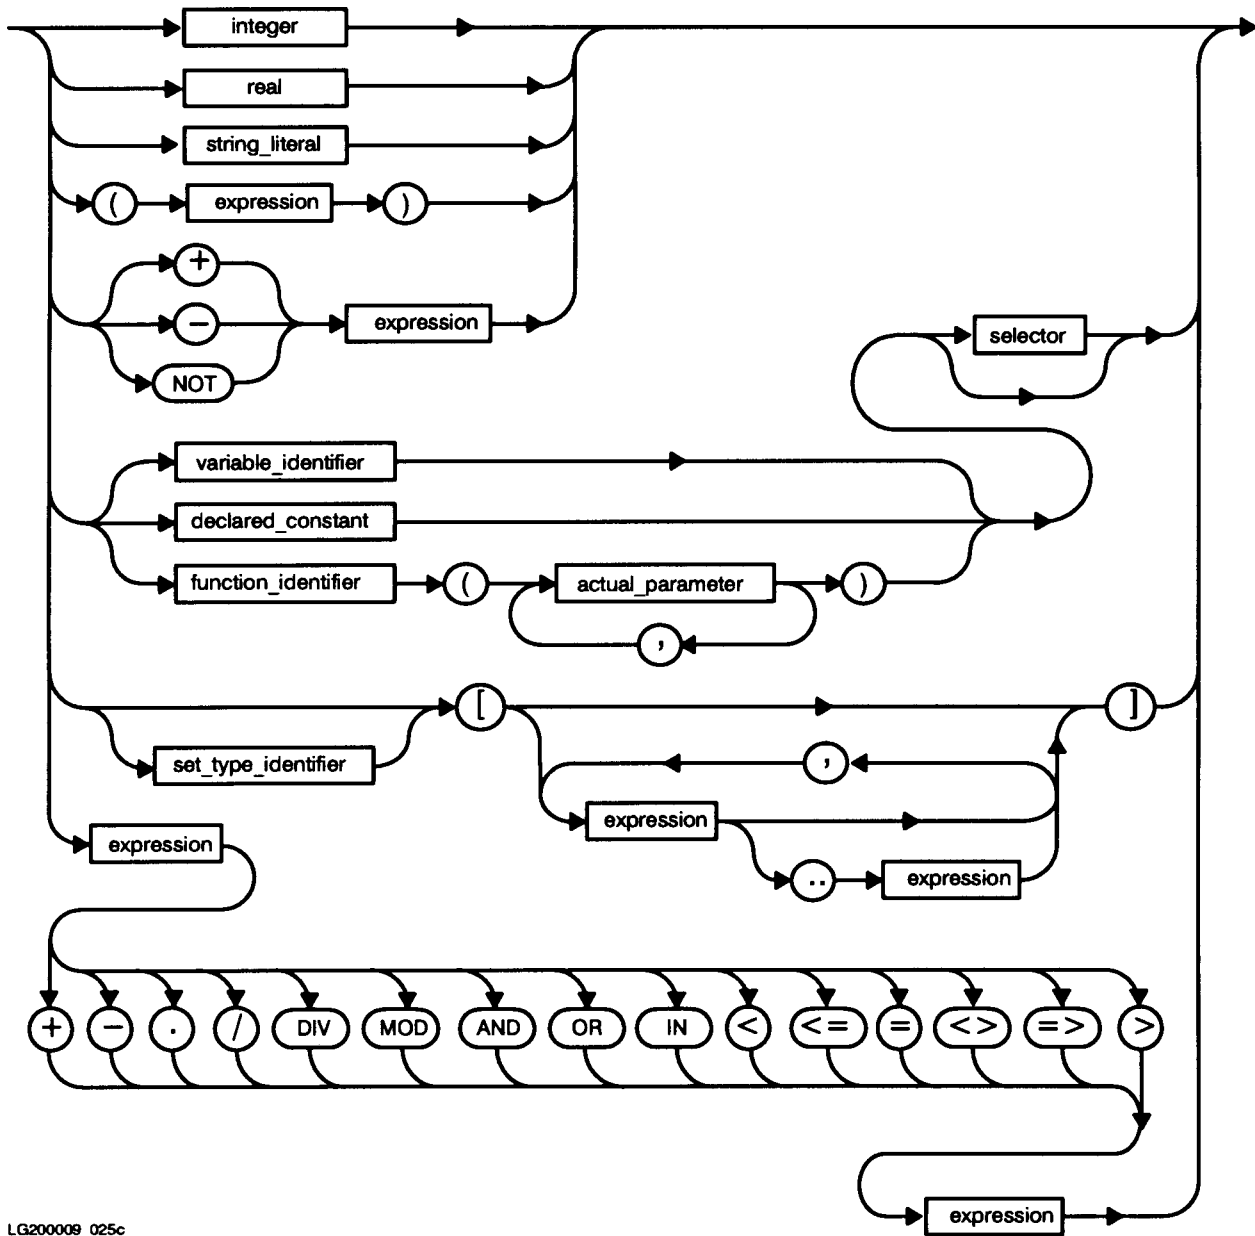 integer
real
string_literal
( expression )
+
-
NOT
expression
selector
variable_identifier
declared_constant
function_identifier ( actual_parameter )
,
[ ]
set_type_identifier
,
expression
expression
.. expression
+ - . / DIV MOD AND OR IN < <= = <> => >
expression
LG200009 025c